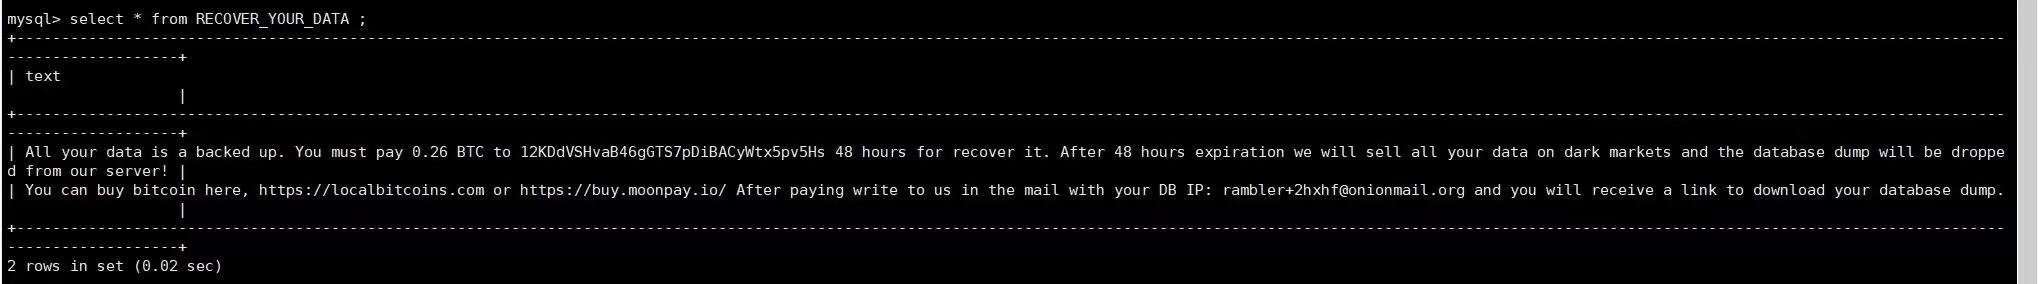 mysql> select * from RECOVER_YOUR_DATA ;
+-----------------------------------------------------------------------------------------------------------------------------------------------------------------------------------------------------------------------------
-------------------+
| text
                   |
+-----------------------------------------------------------------------------------------------------------------------------------------------------------------------------------------------------------------------------
-------------------+
| All your data is a backed up. You must pay 0.26 BTC to 12KDdVSHvaB46gGTS7pDiBACyWtx5pv5Hs 48 hours for recover it. After 48 hours expiration we will sell all your data on dark markets and the database dump will be droppe
d from our server! |
| You can buy bitcoin here, https://localbitcoins.com or https://buy.moonpay.io/ After paying write to us in the mail with your DB IP: rambler+2hxhf@onionmail.org and you will receive a link to download your database dump.
                   |
+-----------------------------------------------------------------------------------------------------------------------------------------------------------------------------------------------------------------------------
-------------------+
2 rows in set (0.02 sec)